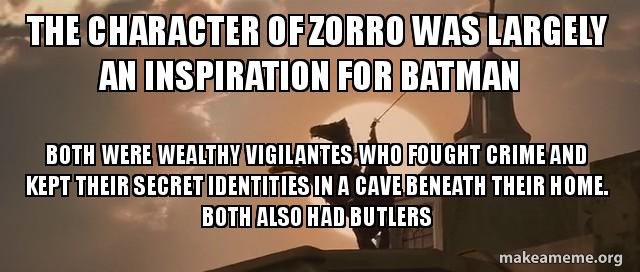 THE CHARACTER OF ZORRO WAS LARGELY
AN INSPIRATION FOR BATMAN
BOTH WERE WEALTHY VIGILANTES WHO FOUGHT CRIME AND
KEPT THEIR SECRET IDENTITIES IN A CAVE BENEATH THEIR HOME.
BOTH ALSO HAD BUTLERS
makeameme.org